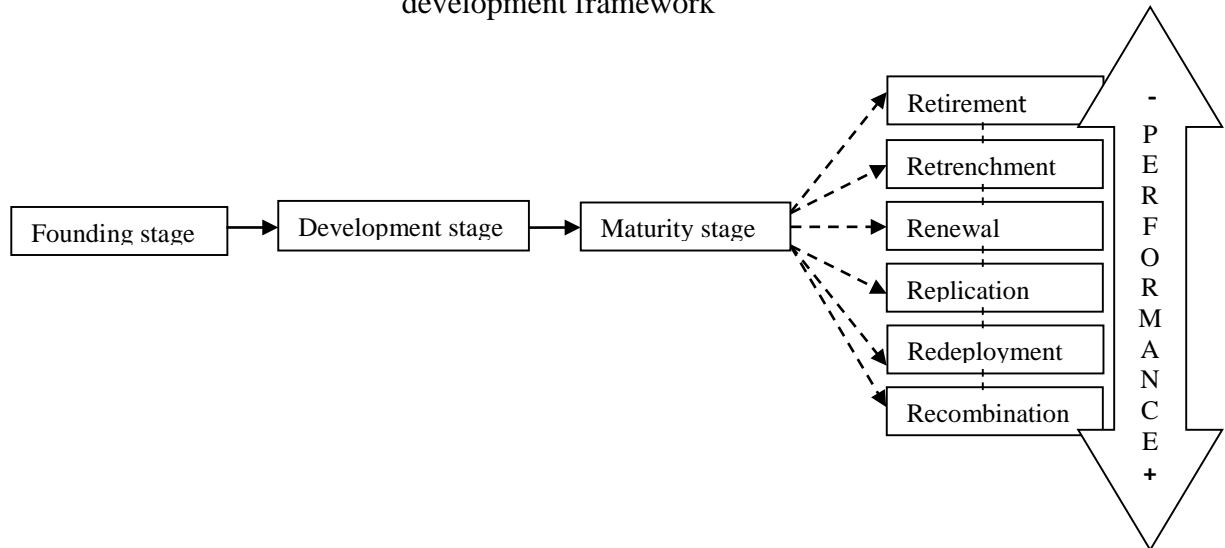 development framework
Founding stage
Development stage
Maturity stage
Retirement
Retrenchment
Renewal
Replication
Redeployment
Recombination
-
P
E
R
F
O
R
M
A
N
C
E
+